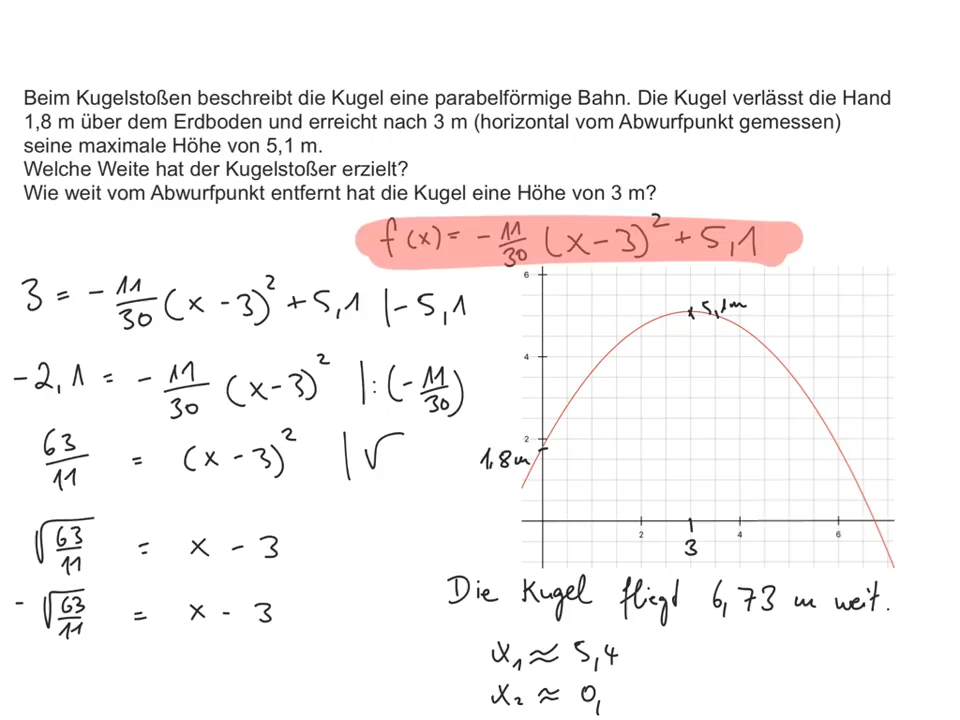 Beim Kugelstoßen beschreibt die Kugel eine parabelförmige Bahn. Die Kugel verlässt die Hand
1,8 m über dem Erdboden und erreicht nach 3 m (horizontal vom Abwurfpunkt gemessen)
seine maximale Höhe von 5,1 m.
Welche Weite hat der Kugelstoßer erzielt?
Wie weit vom Abwurfpunkt entfernt hat die Kugel eine Höhe von 3 m?
f(x) = - 11/30 (x-3)² + 5,1
3 = - 11/30 (x - 3)² + 5,1 |- 5,1
-2,1 = - 11/30 (x-3)² |: (- 11/30)
63/11 = (x - 3)² | √
√63/11 = x - 3
- √63/11 = x - 3
6
5,1m
4
2
1,8m
2
3
4
6
Die Kugel fliegt 6,73 m weit.
x₁ ≈ 5,4
x₂ ≈ 0,